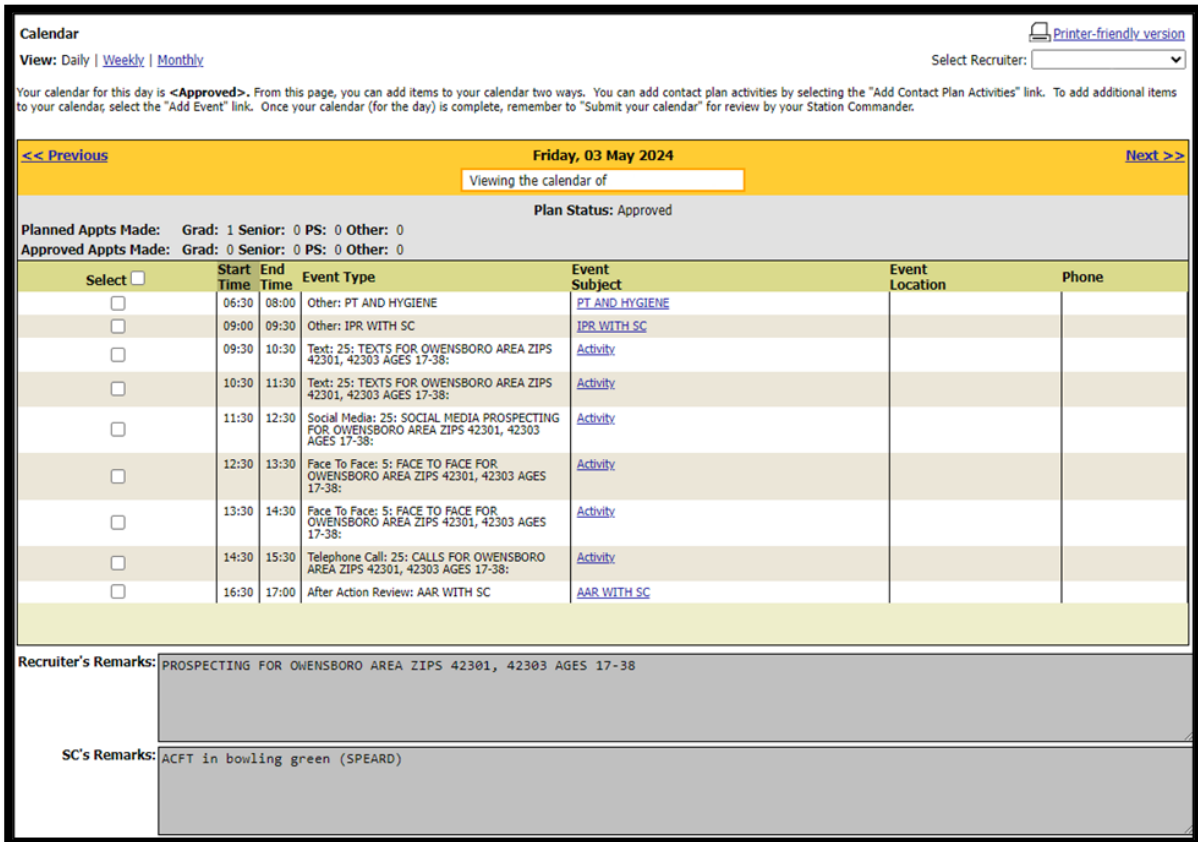 Calendar
Printer-friendly version
View: Daily | Weekly | Monthly
Select Recruiter:
Your calendar for this day is <Approved>. From this page, you can add items to your calendar two ways. You can add contact plan activities by selecting the "Add Contact Plan Activities" link. To add additional items
to your calendar, select the "Add Event" link. Once your calendar (for the day) is complete, remember to "Submit your calendar" for review by your Station Commander.
<< Previous Friday, 03 May 2024 Next >>
Viewing the calendar of
Plan Status: Approved
Planned Appts Made: Grad: 1 Senior: 0 PS: 0 Other: 0
Approved Appts Made: Grad: 0 Senior: 0 PS: 0 Other: 0
Select Start Time End Time Event Type Event Subject Event Location Phone
06:30 08:00 Other: PT AND HYGIENE PT AND HYGIENE
09:00 09:30 Other: IPR WITH SC IPR WITH SC
09:30 10:30 Text: 25: TEXTS FOR OWENSBORO AREA ZIPS Activity
42301, 42303 AGES 17-38:
10:30 11:30 Text: 25: TEXTS FOR OWENSBORO AREA ZIPS Activity
42301, 42303 AGES 17-38:
11:30 12:30 Social Media: 25: SOCIAL MEDIA PROSPECTING Activity
FOR OWENSBORO AREA ZIPS 42301, 42303
AGES 17-38:
12:30 13:30 Face To Face: 5: FACE TO FACE FOR Activity
OWENSBORO AREA ZIPS 42301, 42303 AGES
17-38:
13:30 14:30 Face To Face: 5: FACE TO FACE FOR Activity
OWENSBORO AREA ZIPS 42301, 42303 AGES
17-38:
14:30 15:30 Telephone Call: 25: CALLS FOR OWENSBORO Activity
AREA ZIPS 42301, 42303 AGES 17-38:
16:30 17:00 After Action Review: AAR WITH SC AAR WITH SC
Recruiter's Remarks: PROSPECTING FOR OWENSBORO AREA ZIPS 42301, 42303 AGES 17-38
SC's Remarks: ACFT in bowling green (SPEARD)